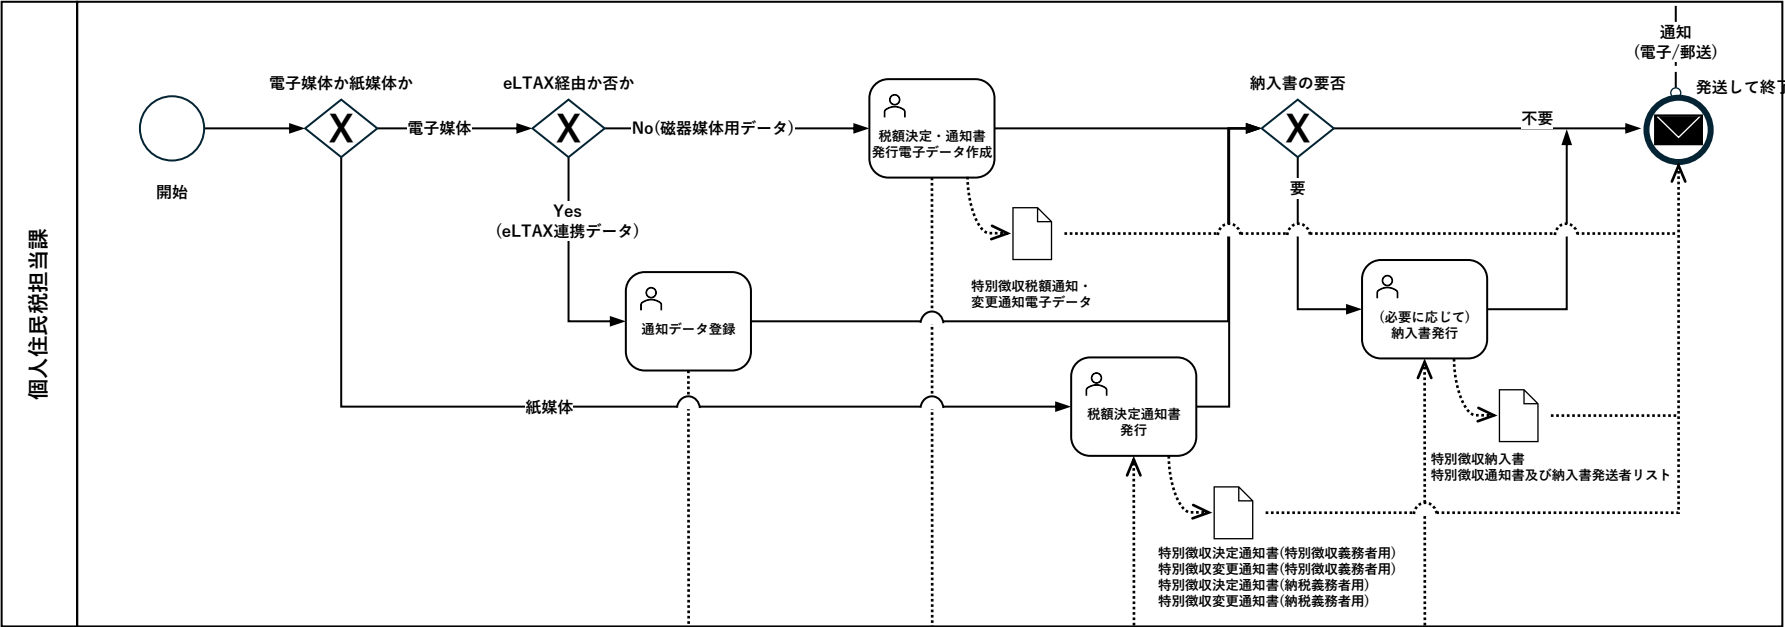 個人住民税担当課
開始
電子媒体か紙媒体か
X
電子媒体
eLTAX経由か否か
X
No(磁器媒体用データ)
Yes
(eLTAX連携データ)
紙媒体
通知データ登録
税額決定・通知書
発行電子データ作成
特別徴収税額通知・
変更通知電子データ
税額決定通知書
発行
特別徴収決定通知書(特別徴収義務者用)
特別徴収変更通知書(特別徴収義務者用)
特別徴収決定通知書(納税義務者用)
特別徴収変更通知書(納税義務者用)
納入書の要否
X
不要
要
(必要に応じて)
納入書発行
特別徴収納入書
特別徴収通知書及び納入書発送者リスト
通知
(電子/郵送)
発送して終了